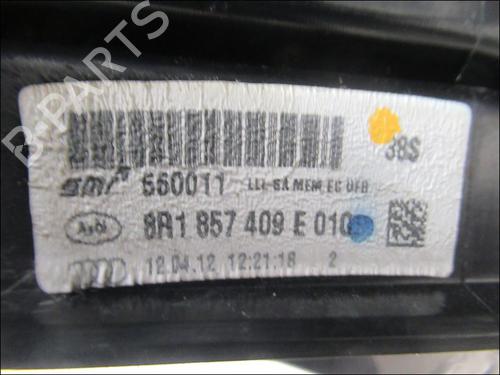 B-PARTS
38S
SMR 560011 LLL-SA MEM EC UFB
8R1 857 409 E 01C
12.04.12 12:21:18 2